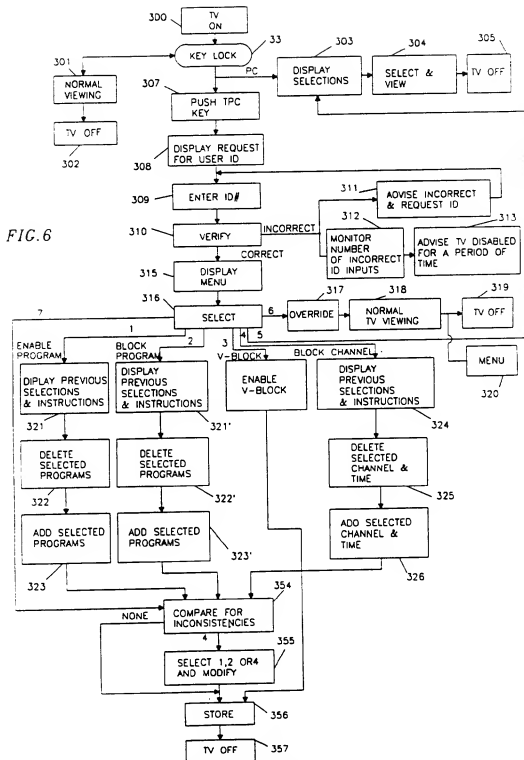 300
TV
ON
33
KEY LOCK
301
NORMAL
VIEWING
TV OFF
302
PC
303
DISPLAY
SELECTIONS
304
SELECT &
VIEW
305
TV OFF
307
PUSH TPC
KEY
DISPLAY REQUEST
FOR USER ID
308
309
ENTER ID#
310
VERIFY
INCORRECT
CORRECT
311
ADVISE INCORRECT
& REQUEST ID
312
MONITOR
NUMBER
OF INCORRECT
ID INPUTS
313
ADVISE TV DISABLED
FOR A PERIOD OF
TIME
FIG.6
315
DISPLAY
MENU
316
SELECT
6
317
OVERRIDE
318
NORMAL
TV VIEWING
319
TV OFF
MENU
320
7
1
2
3
4
5
ENABLE
PROGRAM
BLOCK
PROGRAM
V-BLOCK
BLOCK CHANNEL
DIPLAY PREVIOUS
SELECTIONS
& INSTRUCTIONS
321
DISPLAY
PREVIOUS
SELECTIONS
& INSTRUCTIONS
321'
ENABLE
V-BLOCK
DISPLAY
PREVIOUS
SELECTIONS
& INSTRUCTIONS
324
DELETE
SELECTED
PROGRAMS
322
DELETE
SELECTED
PROGRAMS
322'
DELETE
SELECTED
CHANNEL &
TIME
325
ADD SELECTED
PROGRAMS
323
ADD SELECTED
PROGRAMS
323'
ADD SELECTED
CHANNEL &
TIME
326
354
COMPARE FOR
INCONSISTENCIES
NONE
4
355
SELECT 1,2 OR4
AND MODIFY
STORE
356
TV OFF
357